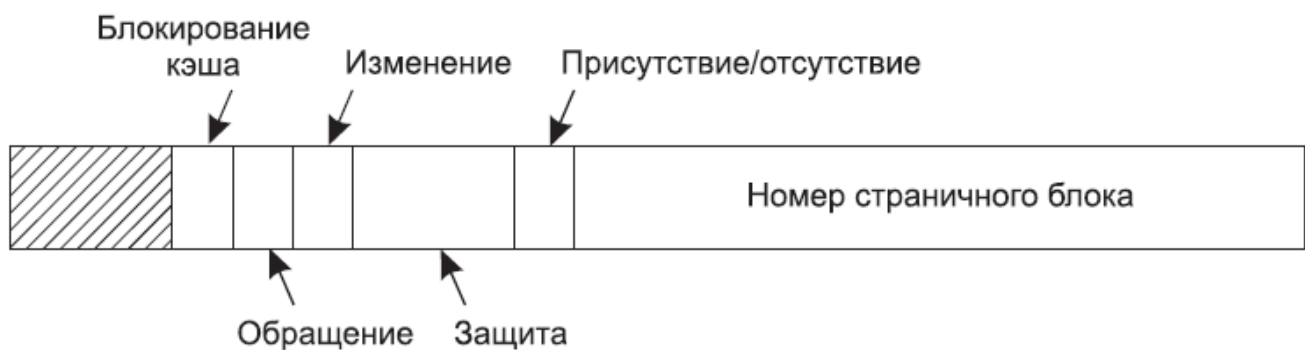 Блокирование
кэша
Изменение
Присутствие/отсутствие
Номер страничного блока
Обращение
Защита